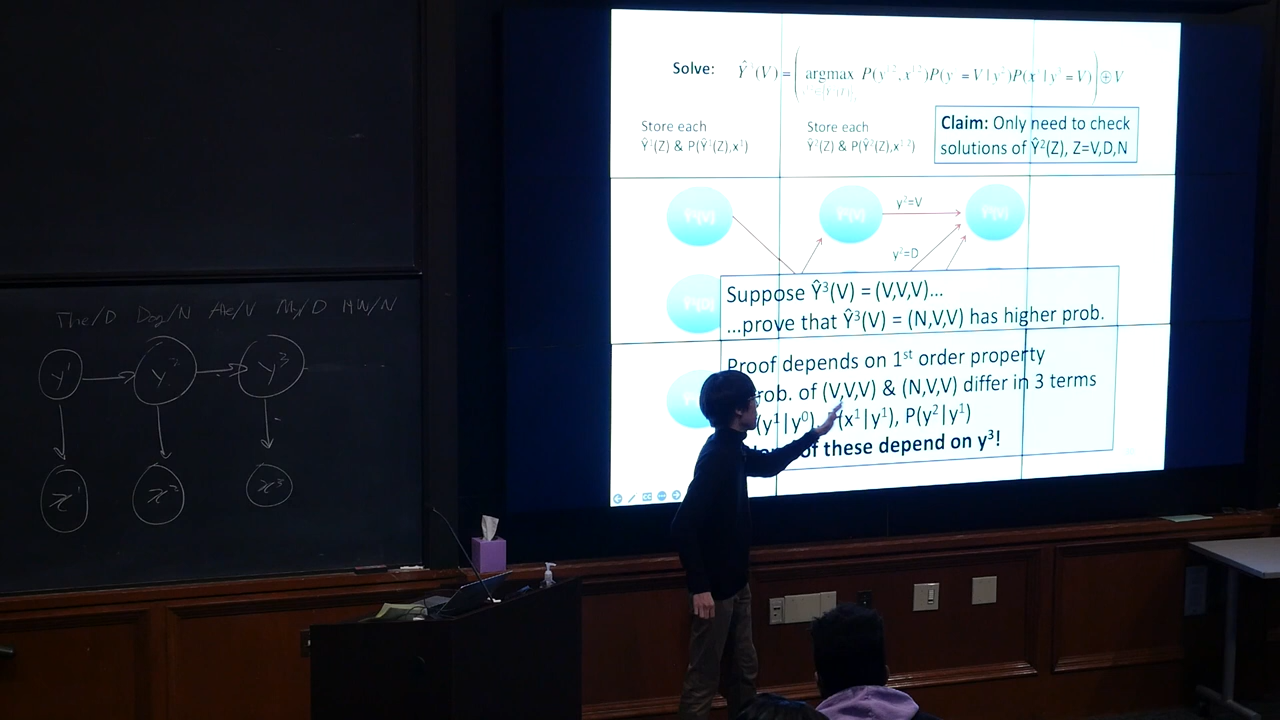 The/D Dog/N Ate/V My/D HW/N
y¹ y² y³
x¹ x² x³
Solve:
Store each
Ŷ¹(Z) & P(Ŷ¹(Z),x¹)
Store each
Ŷ²(Z) & P(Ŷ²(Z),x¹·²)
Claim: Only need to check
solutions of Ŷ²(Z), Z=V,D,N
y²=V
y²=D
Suppose Ŷ³(V) = (V,V,V)...
...prove that Ŷ³(V) = (N,V,V) has higher prob.
Proof depends on 1st order property
of (V,V,V) & (N,V,V) differ in 3 terms
(y¹|y⁰), (x¹|y¹), P(y²|y¹)
of these depend on y³!